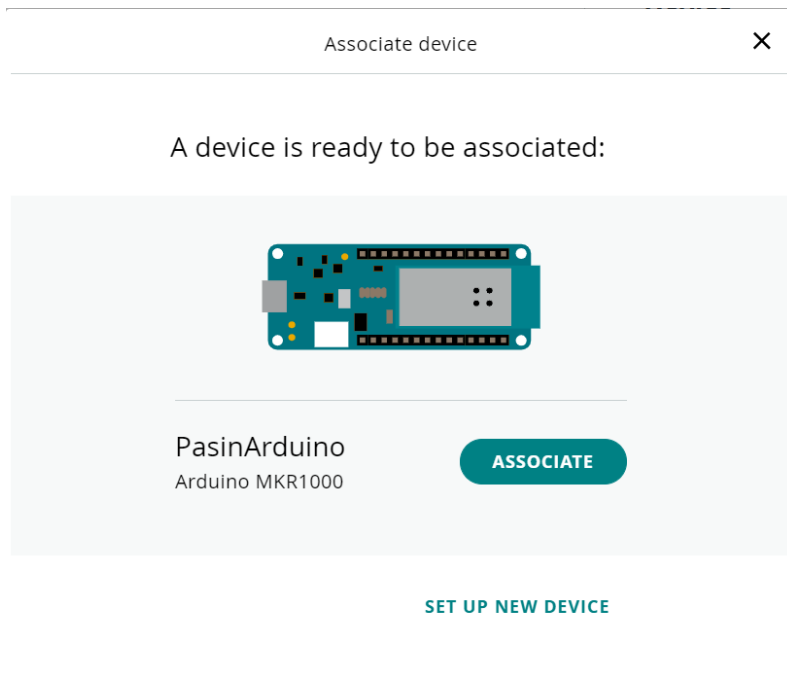 Associate device
A device is ready to be associated:
PasinArduino
Arduino MKR1000
ASSOCIATE
SET UP NEW DEVICE